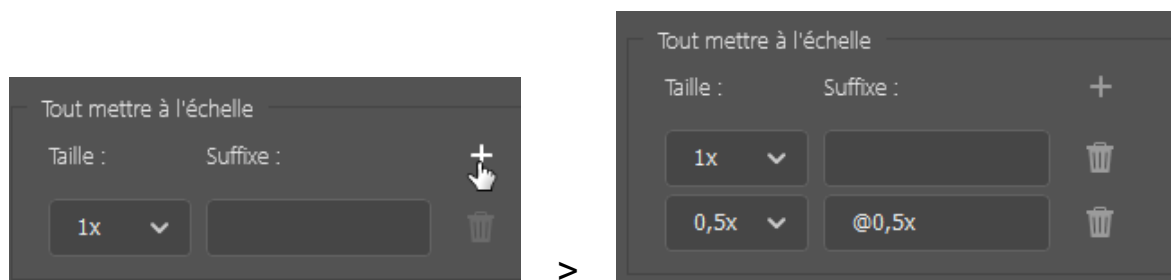 Tout mettre à l'échelle
Taille :   Suffixe :   +
1x
>
Tout mettre à l'échelle
Taille :   Suffixe :   +
1x
0,5x   @0,5x